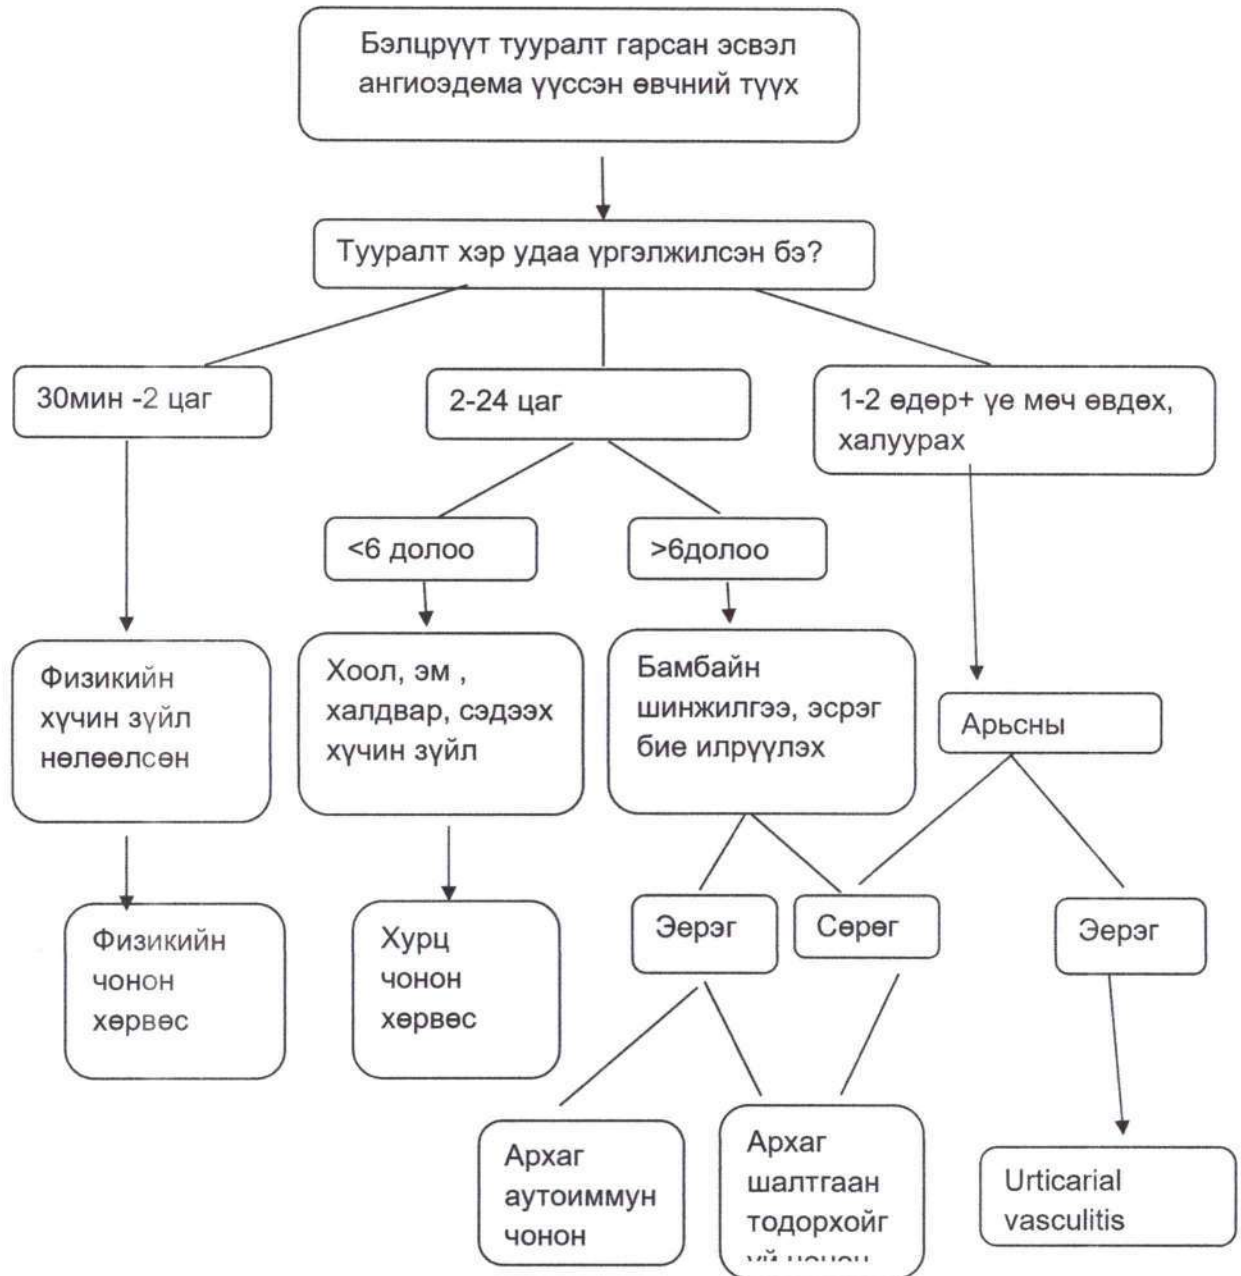 Бэлцрүүт тууралт гарсан эсвэл
ангиоэдема үүссэн өвчний түүх
Тууралт хэр удаа үргэлжилсэн бэ?
30мин -2 цаг
2-24 цаг
1-2 өдөр+ үе мөч өвдөх,
халуурах
<6 долоо
>6долоо
Физикийн
хүчин зүйл
нөлөөлсөн
Хоол, эм ,
халдвар, сэдээх
хүчин зүйл
Бамбайн
шинжилгээ, эсрэг
бие илрүүлэх
Арьсны
Физикийн
чонон
хөрвөс
Хурц
чонон
хөрвөс
Эерэг
Сөрөг
Эерэг
Архаг
аутоиммун
чонон
Архаг
шалтгаан
тодорхойг
үй чонон
Urticarial
vasculitis